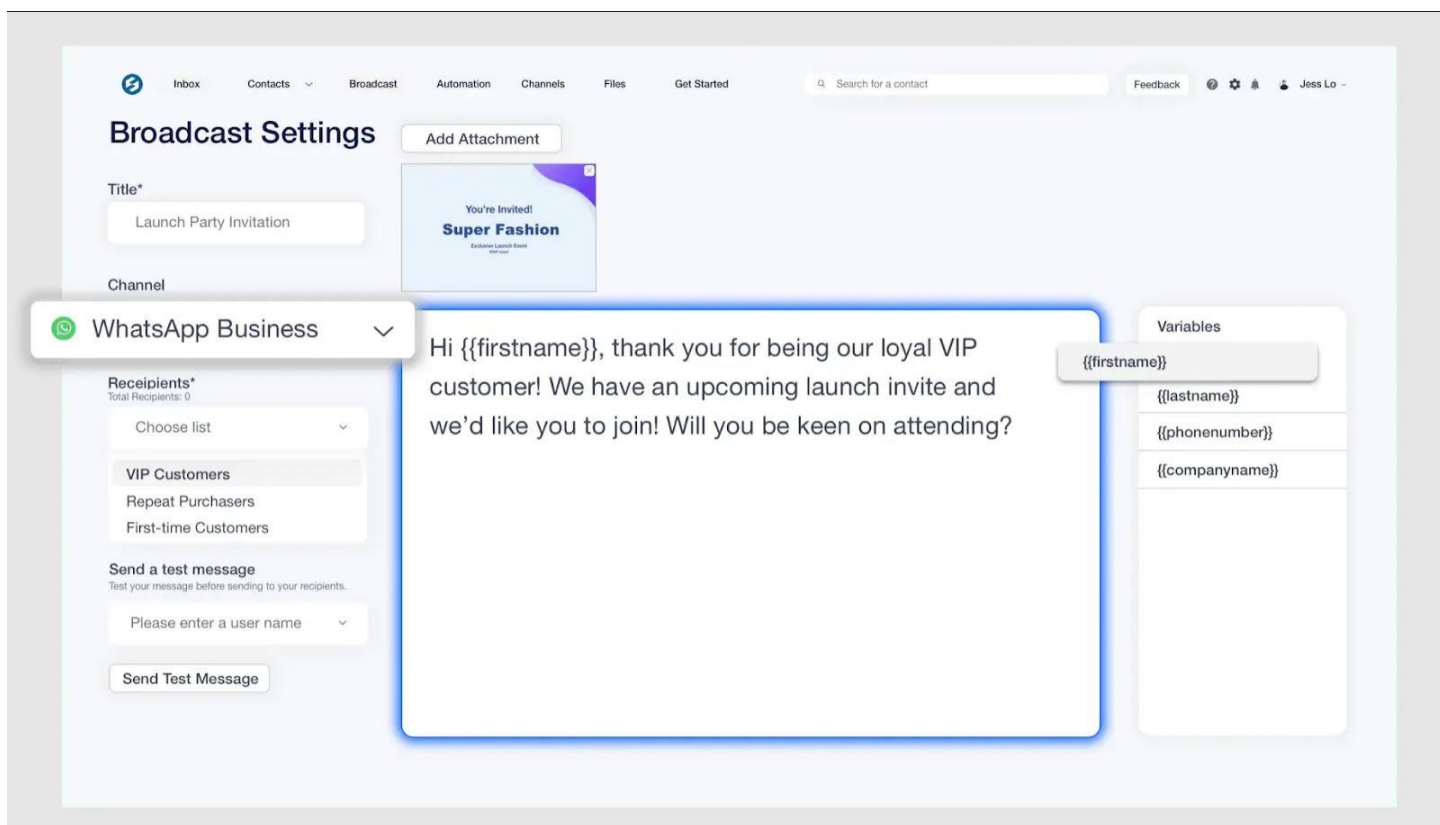 Inbox
Contacts
Broadcast
Automation
Channels
Files
Get Started
Search for a contact
Feedback
Jess Lo
Broadcast Settings
Add Attachment
Title*
Launch Party Invitation
You're Invited!
Super Fashion
Exclusive Launch Event
Channel
WhatsApp Business
Receipients*
Total Recipients: 0
Choose list
VIP Customers
Repeat Purchasers
First-time Customers
Send a test message
Test your message before sending to your recipients.
Please enter a user name
Send Test Message
Hi {{firstname}}, thank you for being our loyal VIP
customer! We have an upcoming launch invite and
we’d like you to join! Will you be keen on attending?
Variables
{{firstname}}
{{lastname}}
{{phonenumber}}
{{companyname}}